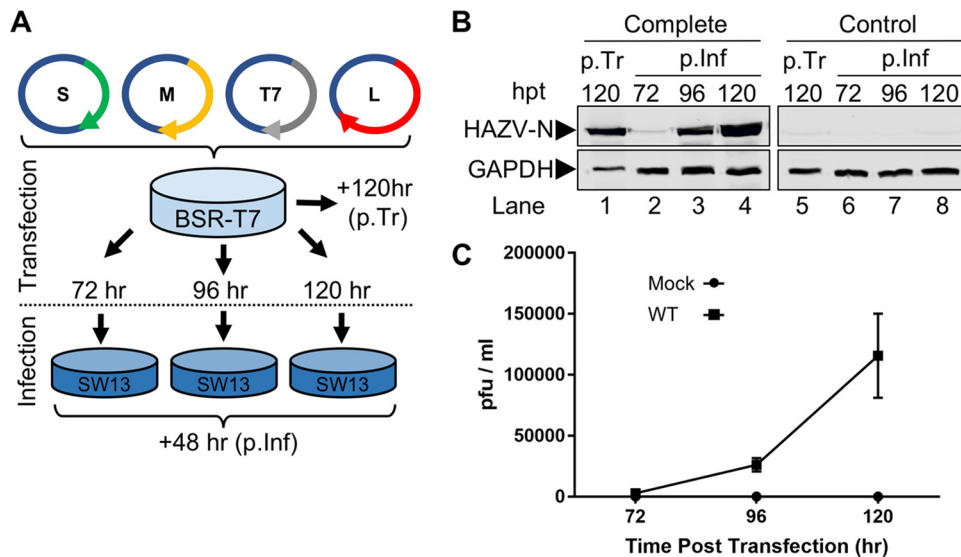 A
S M T7 L
Transfection
BSR-T7
+120hr
(p.Tr)
72 hr 96 hr 120 hr
Infection
SW13 SW13 SW13
+48 hr (p.Inf)
B
Complete Control
p.Tr p.Inf p.Tr p.Inf
hpt 120 72 96 120 120 72 96 120
HAZV-N
GAPDH
Lane 1 2 3 4 5 6 7 8
C
200000
150000
100000
50000
0
pfu / ml
Mock
WT
72 96 120
Time Post Transfection (hr)